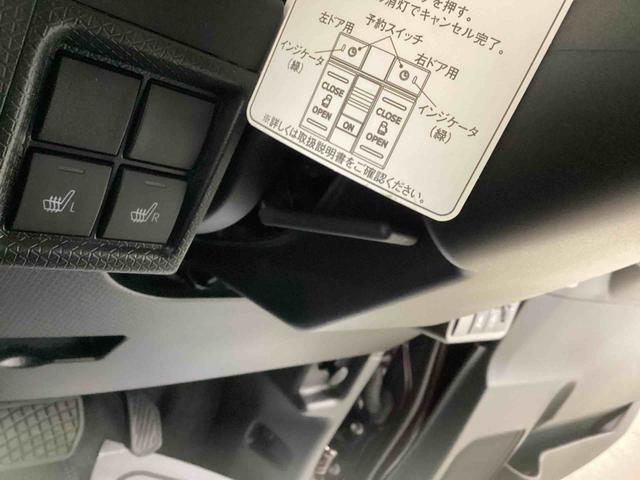 を押す。
消灯でキャンセル完了。
予約スイッチ
左ドア用
右ドア用
インジケータ
(緑)
インジケータ
(緑)
CLOSE
OPEN
ON
CLOSE
OPEN
※詳しくは取扱説明書をご確認ください。
L
R